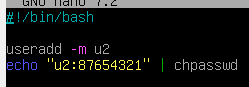 GNU nano 7.2
#!/bin/bash
useradd -m u2
echo "u2:87654321" | chpasswd